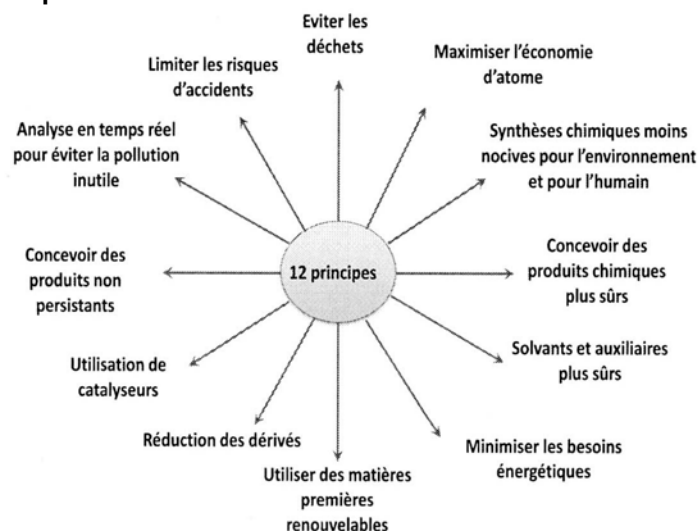 Eviter les
déchets
Maximiser l'économie
d'atome
Synthèses chimiques moins
nocives pour l'environnement
et pour l'humain
Concevoir des
produits chimiques
plus sûrs
Solvants et auxiliaires
plus sûrs
Minimiser les besoins
énergétiques
Utiliser des matières
premières
renouvelables
Réduction des dérivés
Utilisation de
catalyseurs
Concevoir des
produits non
persistants
Analyse en temps réel
pour éviter la pollution
inutile
Limiter les risques
d'accidents
12 principes